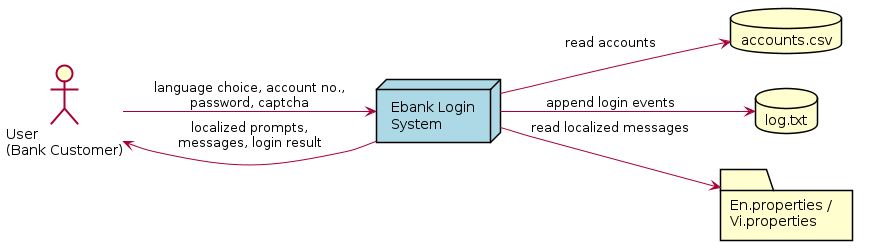 read accounts
accounts.csv
language choice, account no.,
password, captcha
Ebank Login
System
append login events
log.txt
User
(Bank Customer)
localized prompts,
messages, login result
read localized messages
En.properties /
Vi.properties